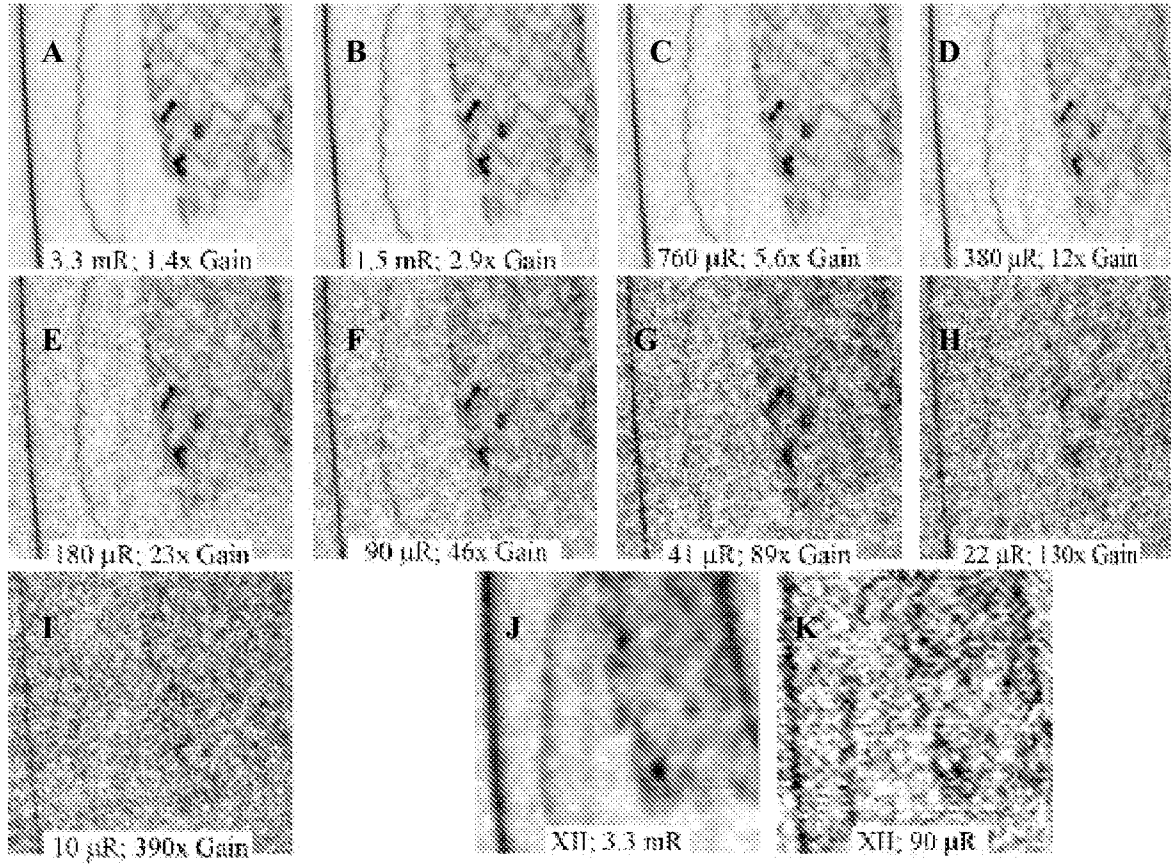 A
B
C
D
3.3 mR; 1.4x Gain
1.5 mR; 2.9x Gain
760 μR; 5.6x Gain
380 μR; 12x Gain
E
F
G
H
180 μR; 23x Gain
90 μR; 46x Gain
41 μR; 89x Gain
22 μR; 130x Gain
I
J
K
10 μR; 390x Gain
XII; 3.3 mR
XII; 90 μR